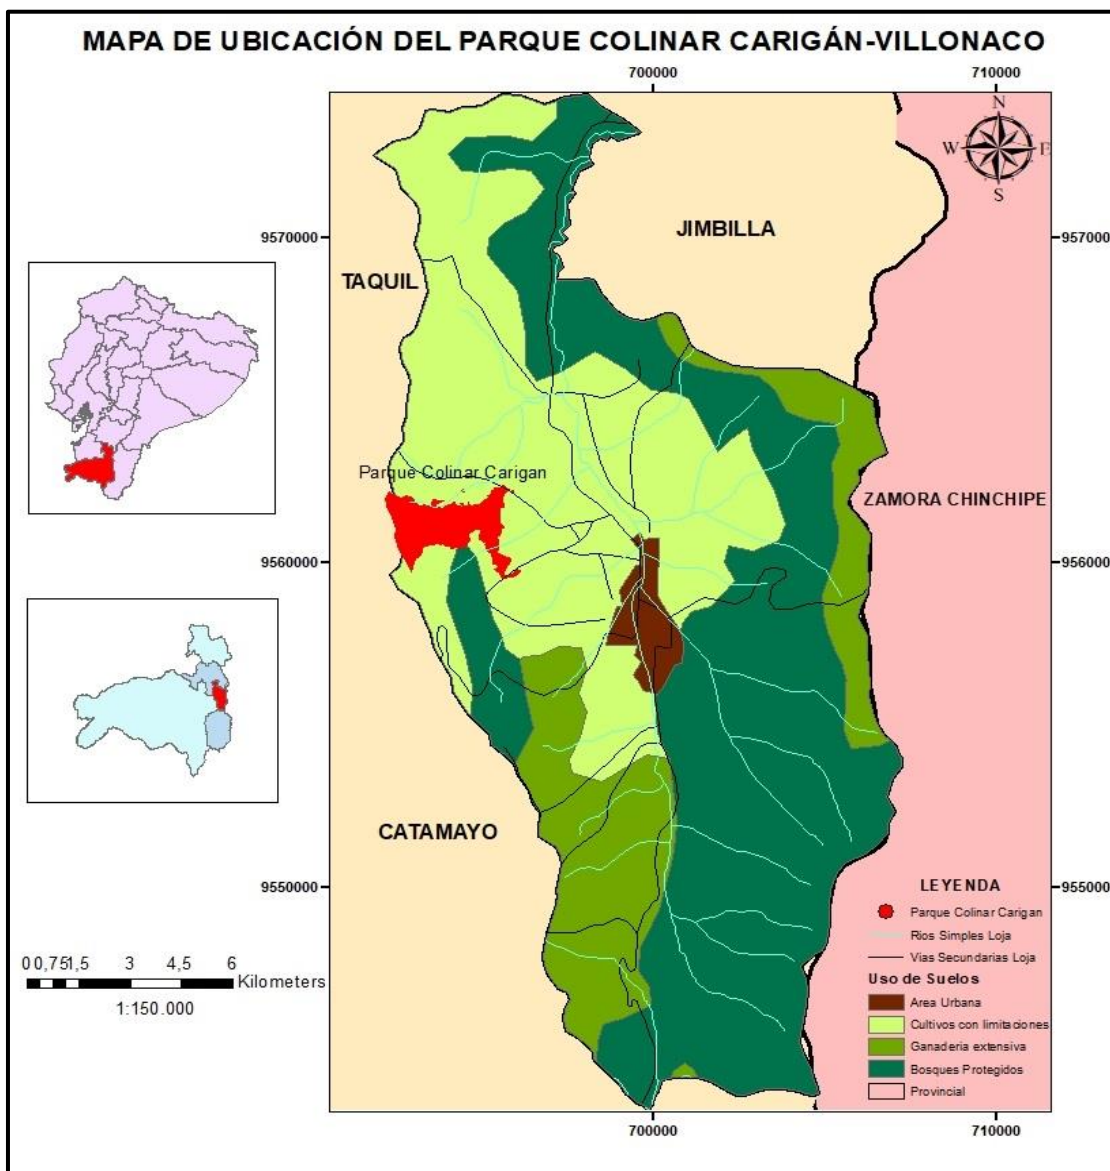 MAPA DE UBICACIÓN DEL PARQUE COLINAR CARIGÁN-VILLONACO
700000 710000
N
W E
S
JIMBILLA
9570000 9570000
TAQUIL
Parque Colinar Carigan
ZAMORA CHINCHIPE
9560000 9560000
CATAMAYO
9550000 9550000
LEYENDA
Parque Colinar Carigan
Rios Simples Loja
Vias Secundarias Loja
Uso de Suelos
Area Urbana
Cultivos con limitaciones
Ganaderia extensiva
Bosques Protegidos
Provincial
0 0,75 1,5 3 4,5 6
Kilometers
1:150.000
700000 710000